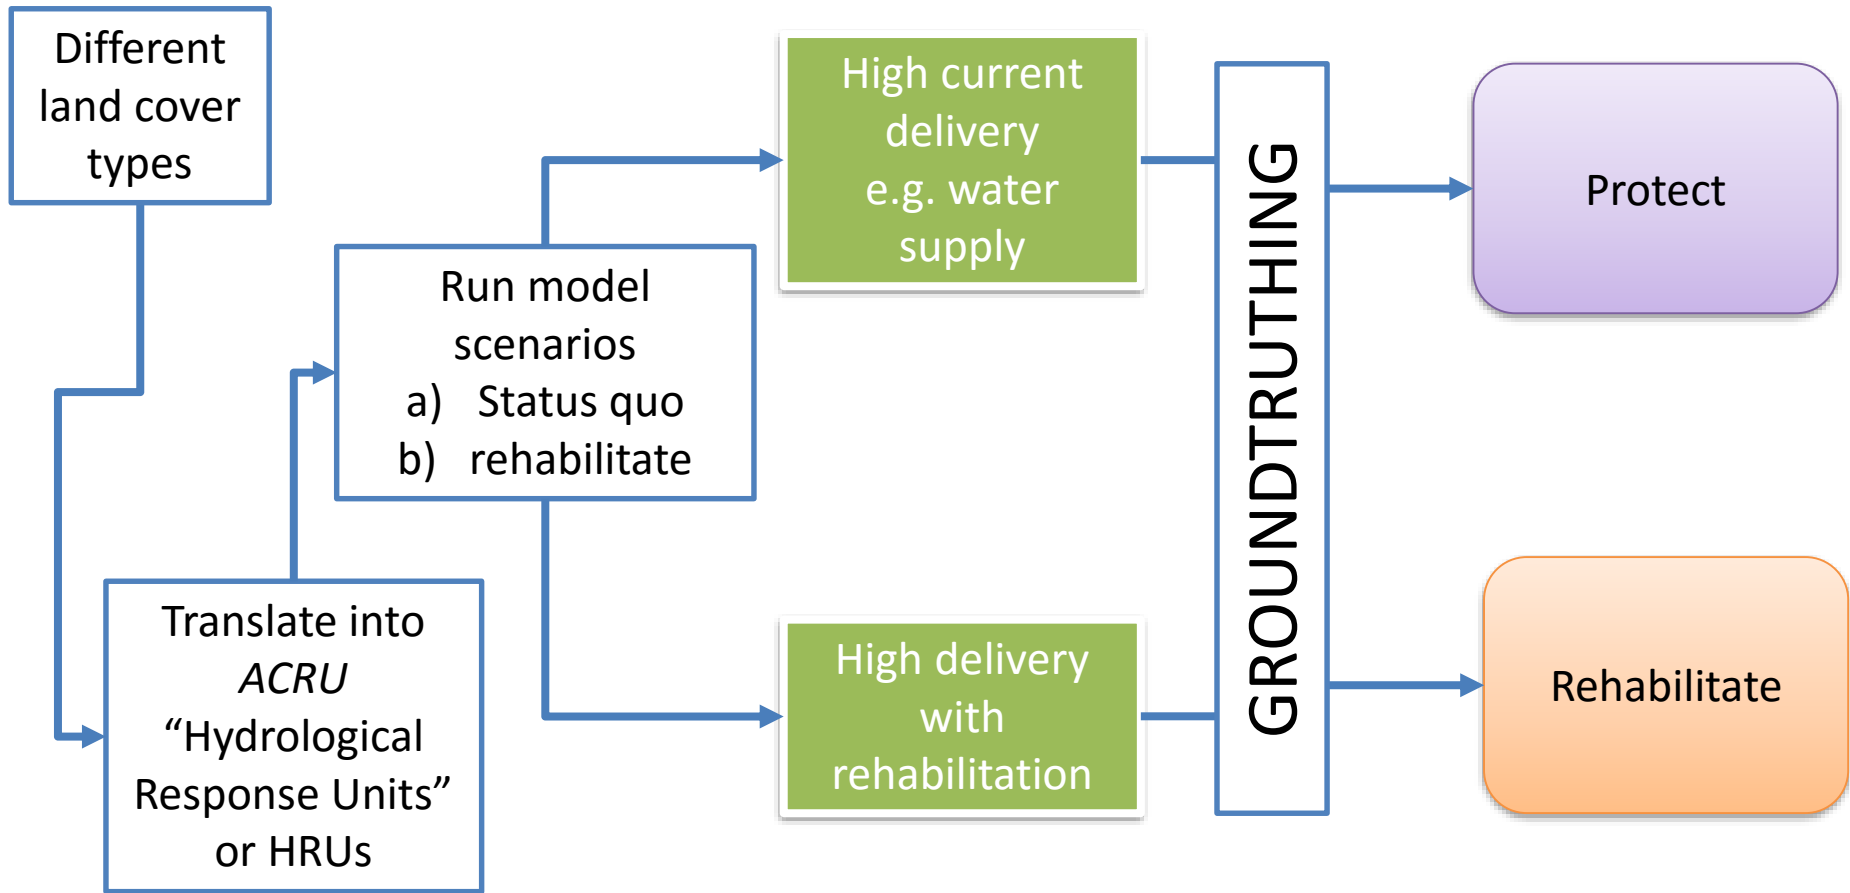 Different
land cover
types
Translate into
ACRU
“Hydrological
Response Units”
or HRUs
Run model
scenarios
a) Status quo
b) rehabilitate
High current
delivery
e.g. water
supply
High delivery
with
rehabilitation
GROUNDTRUTHING
Protect
Rehabilitate